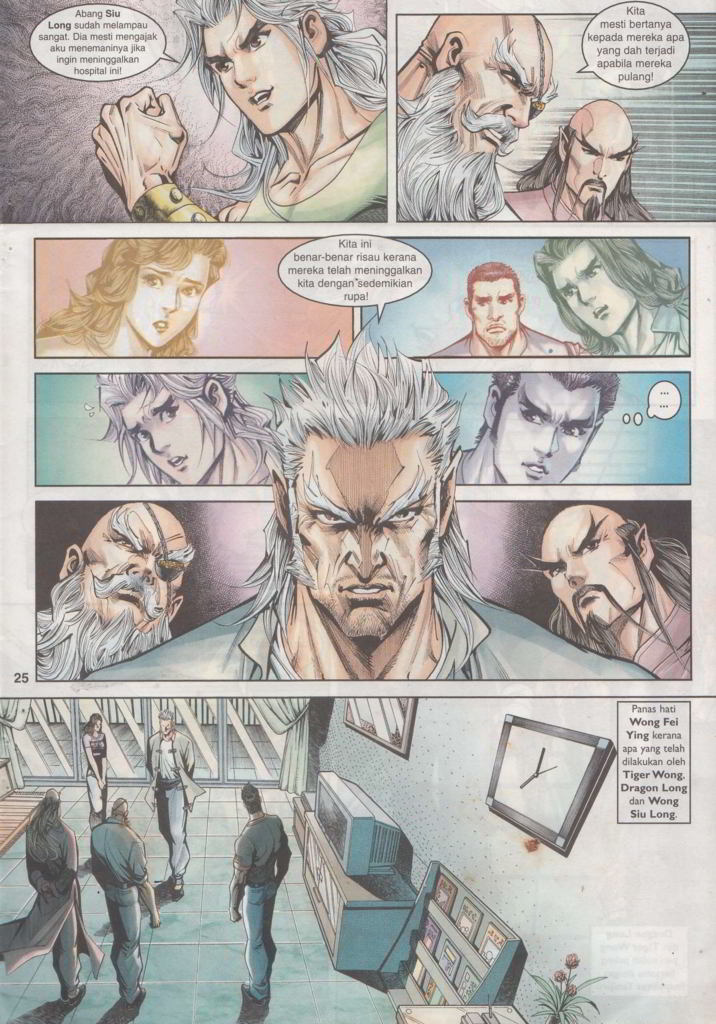 Abang Siu
Long sudah melampau
sangat. Dia mesti mengajak
aku menemaninya jika
ingin meninggalkan
hospital ini!
Kita
mesti bertanya
kepada mereka apa
yang dah terjadi
apabila mereka
pulang!
Kita ini
benar-benar risau kerana
mereka telah meninggalkan
kita dengan sedemikian
rupa!
...
...
25
Panas hati
Wong Fei
Ying kerana
apa yang telah
dilakukan oleh
Tiger Wong,
Dragon Long
dan Wong
Siu Long.